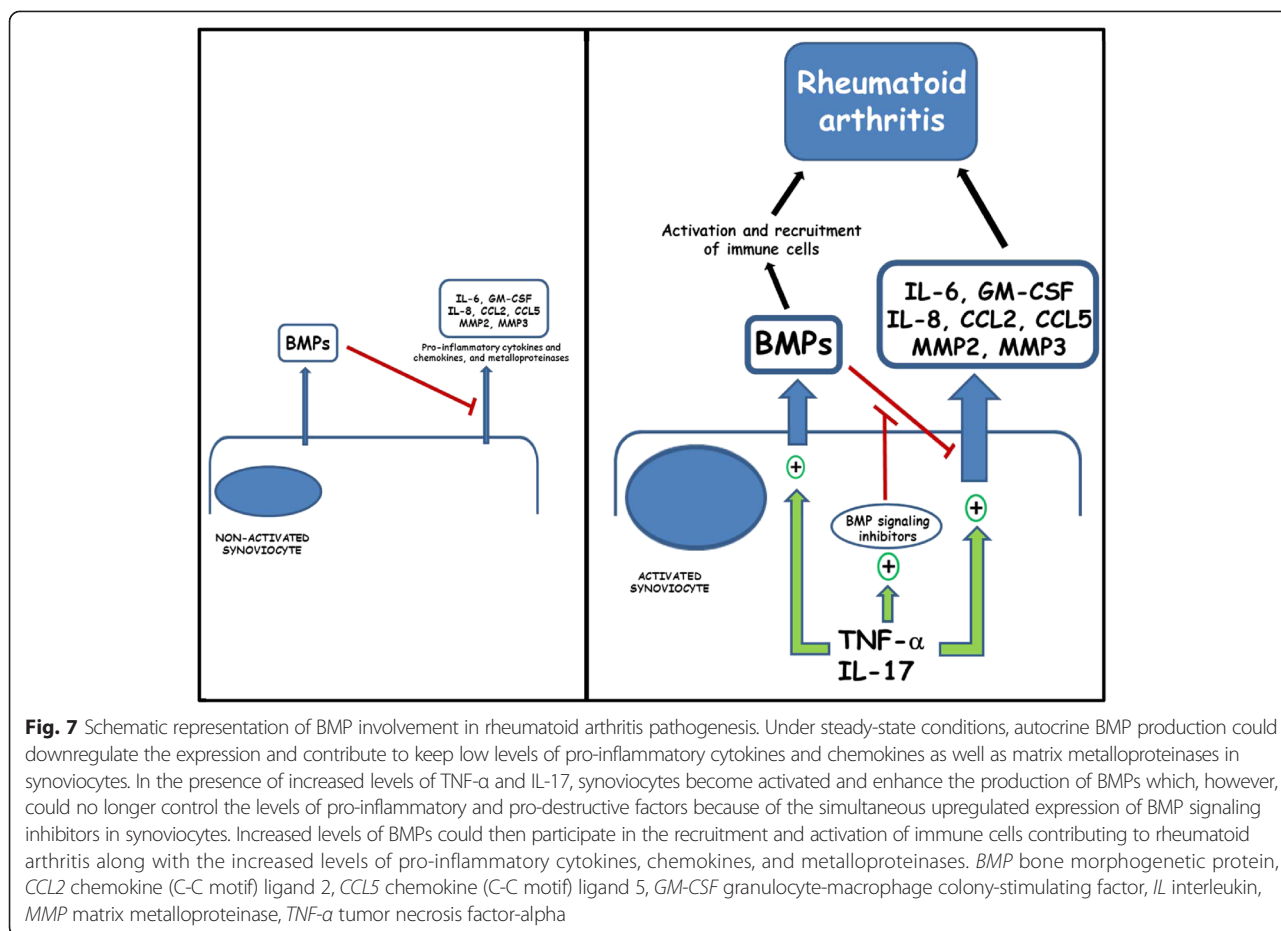 IL-6, GM-CSF
IL-8, CCL2, CCL5
MMP2, MMP3
Pro-inflammatory cytokines and
chemokines, and metalloproteinases
BMPs
NON-ACTIVATED
SYNOVIOCYTE
Rheumatoid
arthritis
Activation and recruitment
of immune cells
IL-6, GM-CSF
IL-8, CCL2, CCL5
MMP2, MMP3
BMPs
+
+
BMP signaling
inhibitors
+
ACTIVATED
SYNOVIOCYTE
TNF-α
IL-17
Fig. 7 Schematic representation of BMP involvement in rheumatoid arthritis pathogenesis. Under steady-state conditions, autocrine BMP production could
downregulate the expression and contribute to keep low levels of pro-inflammatory cytokines and chemokines as well as matrix metalloproteinases in
synoviocytes. In the presence of increased levels of TNF-α and IL-17, synoviocytes become activated and enhance the production of BMPs which, however,
could no longer control the levels of pro-inflammatory and pro-destructive factors because of the simultaneous upregulated expression of BMP signaling
inhibitors in synoviocytes. Increased levels of BMPs could then participate in the recruitment and activation of immune cells contributing to rheumatoid
arthritis along with the increased levels of pro-inflammatory cytokines, chemokines, and metalloproteinases. BMP bone morphogenetic protein,
CCL2 chemokine (C-C motif) ligand 2, CCL5 chemokine (C-C motif) ligand 5, GM-CSF granulocyte-macrophage colony-stimulating factor, IL interleukin,
MMP matrix metalloproteinase, TNF-α tumor necrosis factor-alpha